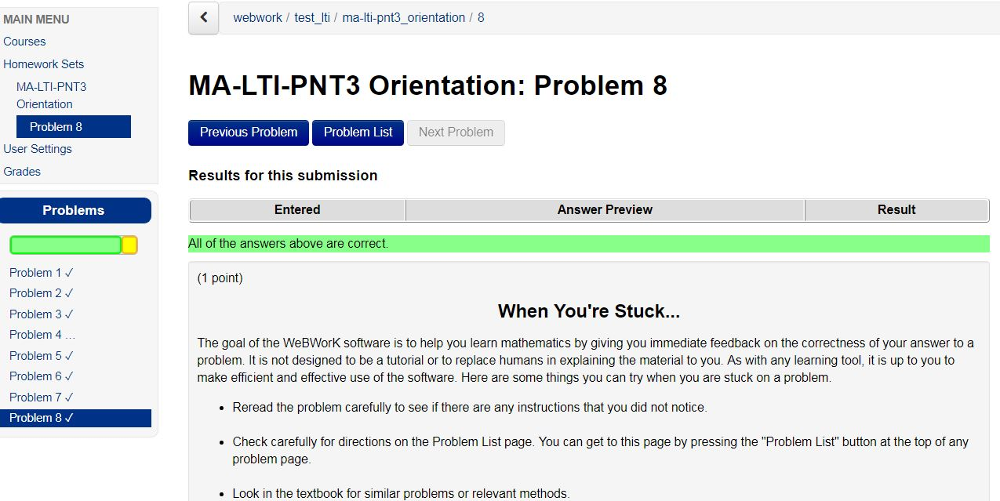 MAIN MENU
Courses
Homework Sets
MA-LTI-PNT3
Orientation
Problem 8
User Settings
Grades
Problems
Problem 1 ✓
Problem 2 ✓
Problem 3 ✓
Problem 4 …
Problem 5 ✓
Problem 6 ✓
Problem 7 ✓
Problem 8 ✓
webwork / test_lti / ma-lti-pnt3_orientation / 8
MA-LTI-PNT3 Orientation: Problem 8
Previous Problem Problem List Next Problem
Results for this submission
Entered Answer Preview Result
All of the answers above are correct.
(1 point)
When You're Stuck...
The goal of the WeBWorK software is to help you learn mathematics by giving you immediate feedback on the correctness of your answer to a
problem. It is not designed to be a tutorial or to replace humans in explaining the material to you. As with any learning tool, it is up to you to
make efficient and effective use of the software. Here are some things you can try when you are stuck on a problem.
• Reread the problem carefully to see if there are any instructions that you did not notice.
• Check carefully for directions on the Problem List page. You can get to this page by pressing the "Problem List" button at the top of any
problem page.
• Look in the textbook for similar problems or relevant methods.